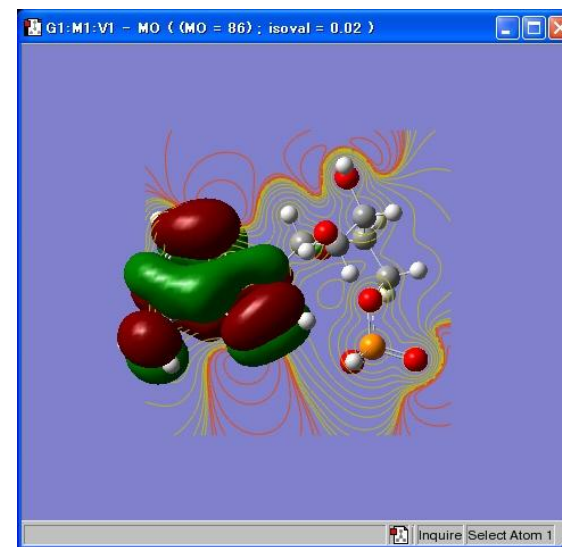 G1:M1:V1 - MO ( (MO = 86) ; isoval = 0.02 )
Inquire Select Atom 1